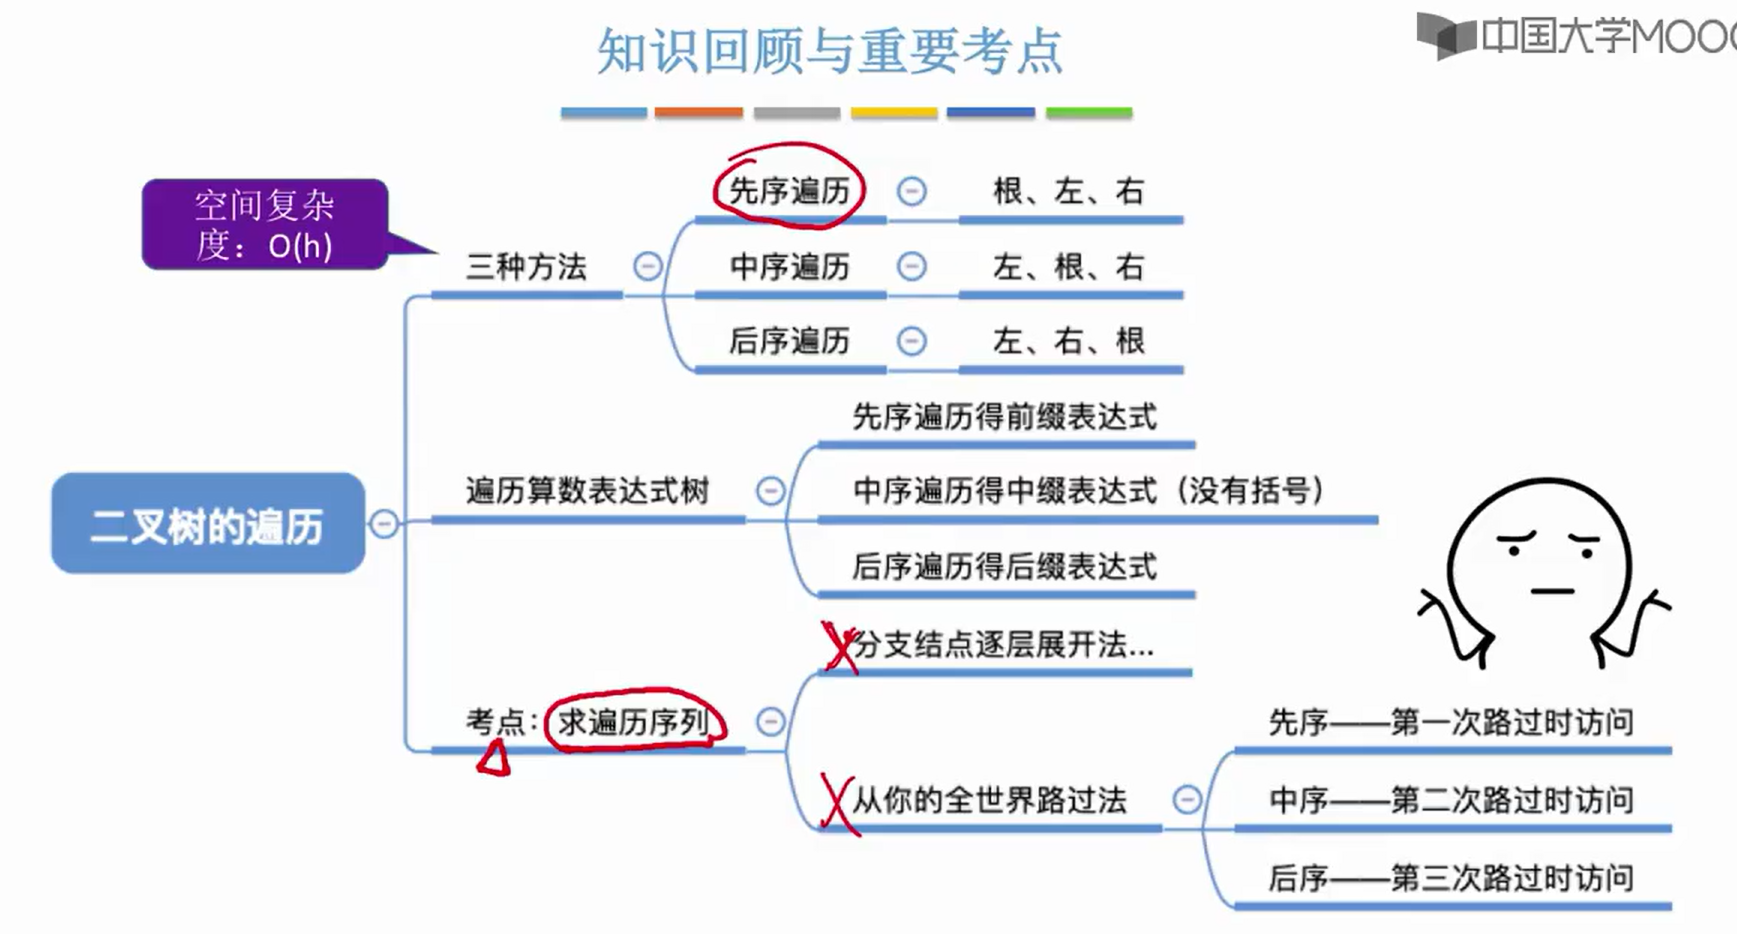 知识回顾与重要考点
中国大学MOOC
空间复杂
度：O(h)
三种方法
先序遍历
根、左、右
中序遍历
左、根、右
后序遍历
左、右、根
二叉树的遍历
遍历算数表达式树
先序遍历得前缀表达式
中序遍历得中缀表达式（没有括号）
后序遍历得后缀表达式
考点：求遍历序列
分支结点逐层展开法...
从你的全世界路过法
先序——第一次路过时访问
中序——第二次路过时访问
后序——第三次路过时访问